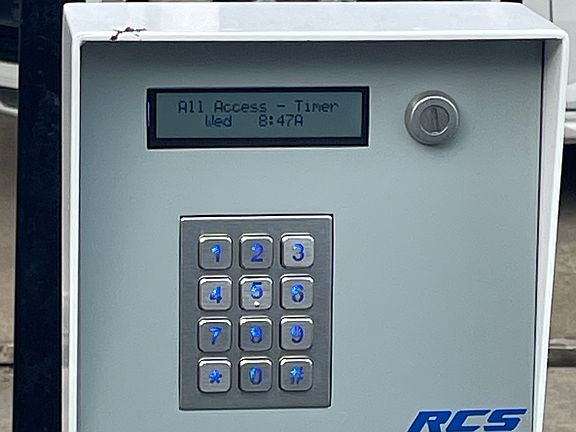 All Access - Timer
Wed 8:47A
1 2 3
4 5 6
7 8 9
* 0 #
RCS